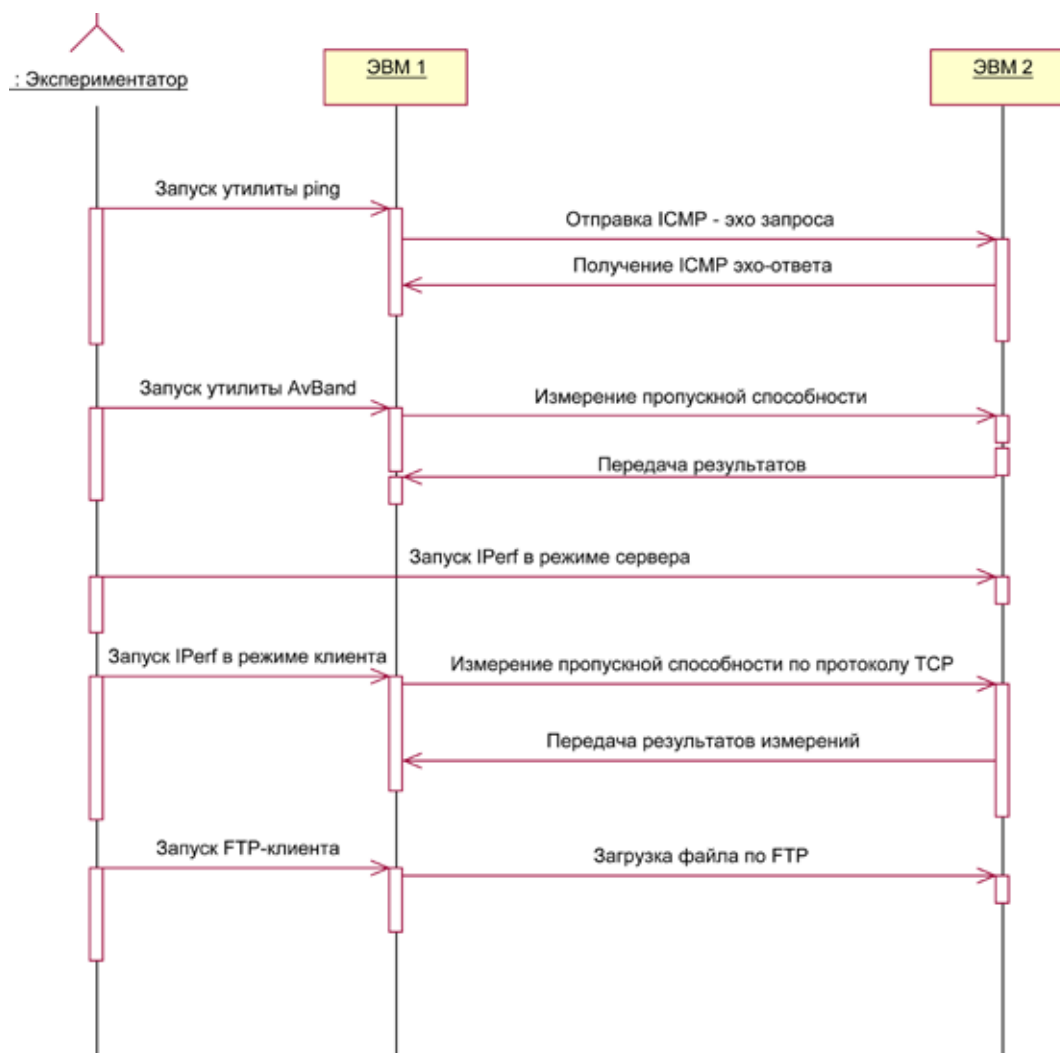 : Экспериментатор
ЭВМ 1
ЭВМ 2
Запуск утилиты ping
Отправка ICMP - эхо запроса
Получение ICMP эхо-ответа
Запуск утилиты AvBand
Измерение пропускной способности
Передача результатов
Запуск IPerf в режиме сервера
Запуск IPerf в режиме клиента
Измерение пропускной способности по протоколу TCP
Передача результатов измерений
Запуск FTP-клиента
Загрузка файла по FTP